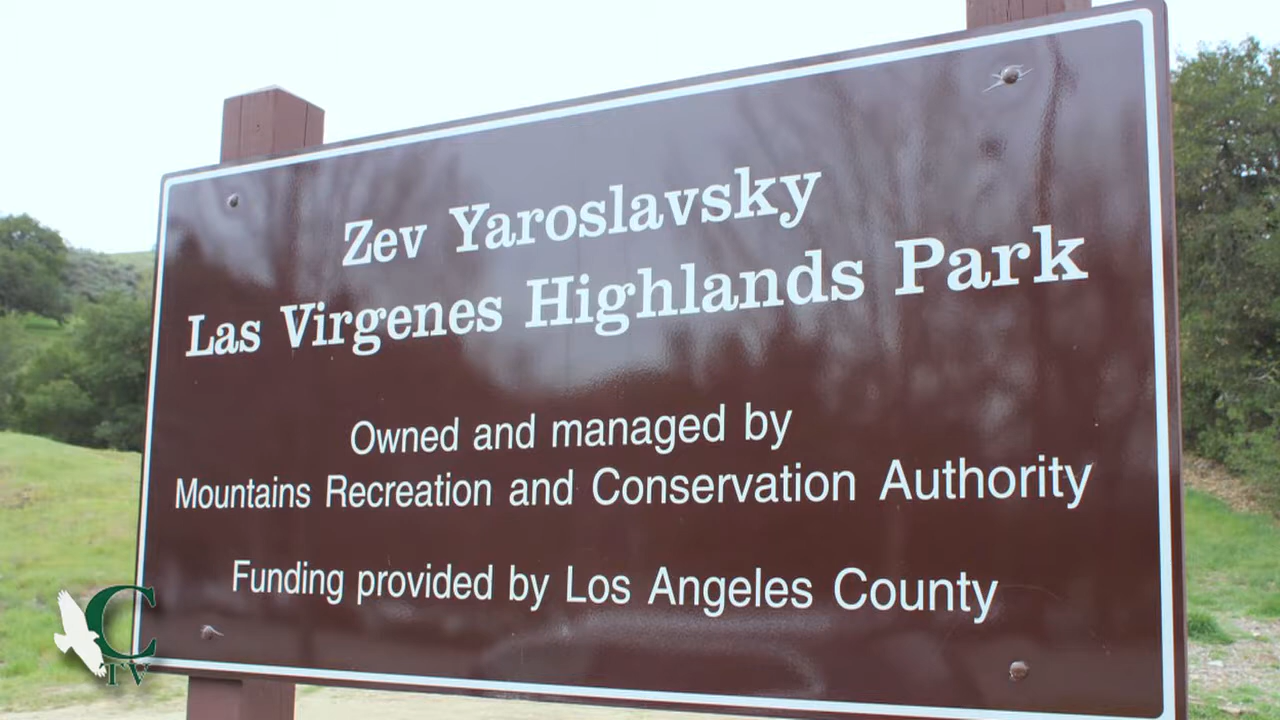 Zev Yaroslavsky
Las Virgenes Highlands Park
Owned and managed by
Mountains Recreation and Conservation Authority
Funding provided by Los Angeles County
CTV